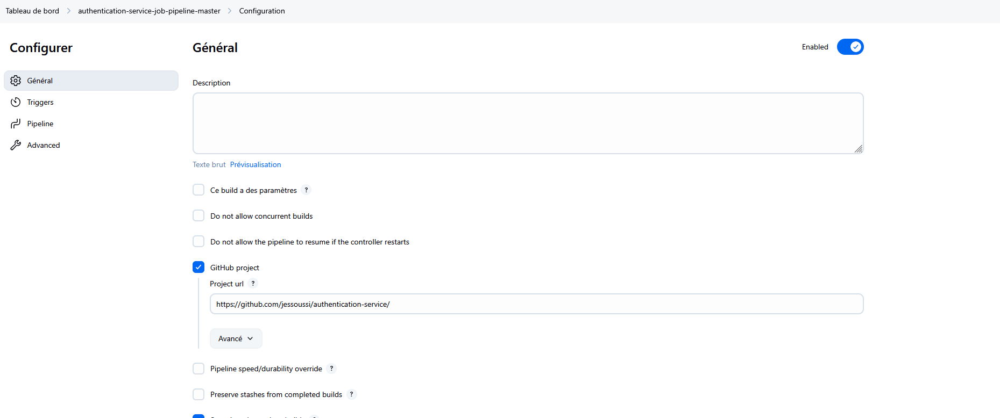 Tableau de bord > authentication-service-job-pipeline-master > Configuration
Configurer
Général
Triggers
Pipeline
Advanced
Général
Enabled
Description
Texte brut Prévisualisation
Ce build a des paramètres ?
Do not allow concurrent builds
Do not allow the pipeline to resume if the controller restarts
GitHub project
Project url ?
https://github.com/jessoussi/authentication-service/
Avancé
Pipeline speed/durability override ?
Preserve stashes from completed builds ?